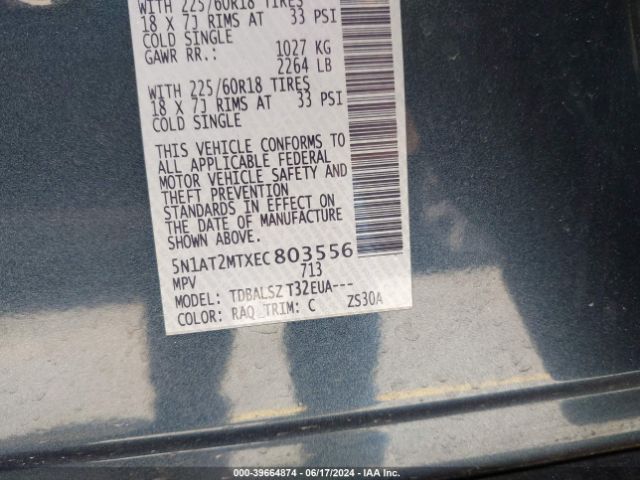 WITH 225/60R18 TIRES
18 X 7J RIMS AT 33 PSI
COLD SINGLE
GAWR RR.: 1027 KG
2264 LB
WITH 225/60R18 TIRES
18 X 7J RIMS AT 33 PSI
COLD SINGLE
THIS VEHICLE CONFORMS TO
ALL APPLICABLE FEDERAL
MOTOR VEHICLE SAFETY AND
THEFT PREVENTION
STANDARDS IN EFFECT ON
THE DATE OF MANUFACTURE
SHOWN ABOVE.
5N1AT2MTXEC803556
MPV 713
MODEL: TDBALSZ T32EUA---
COLOR: RAQ TRIM: C ZS30A
000-39664874 / 06/17/2024 / IAA Inc.